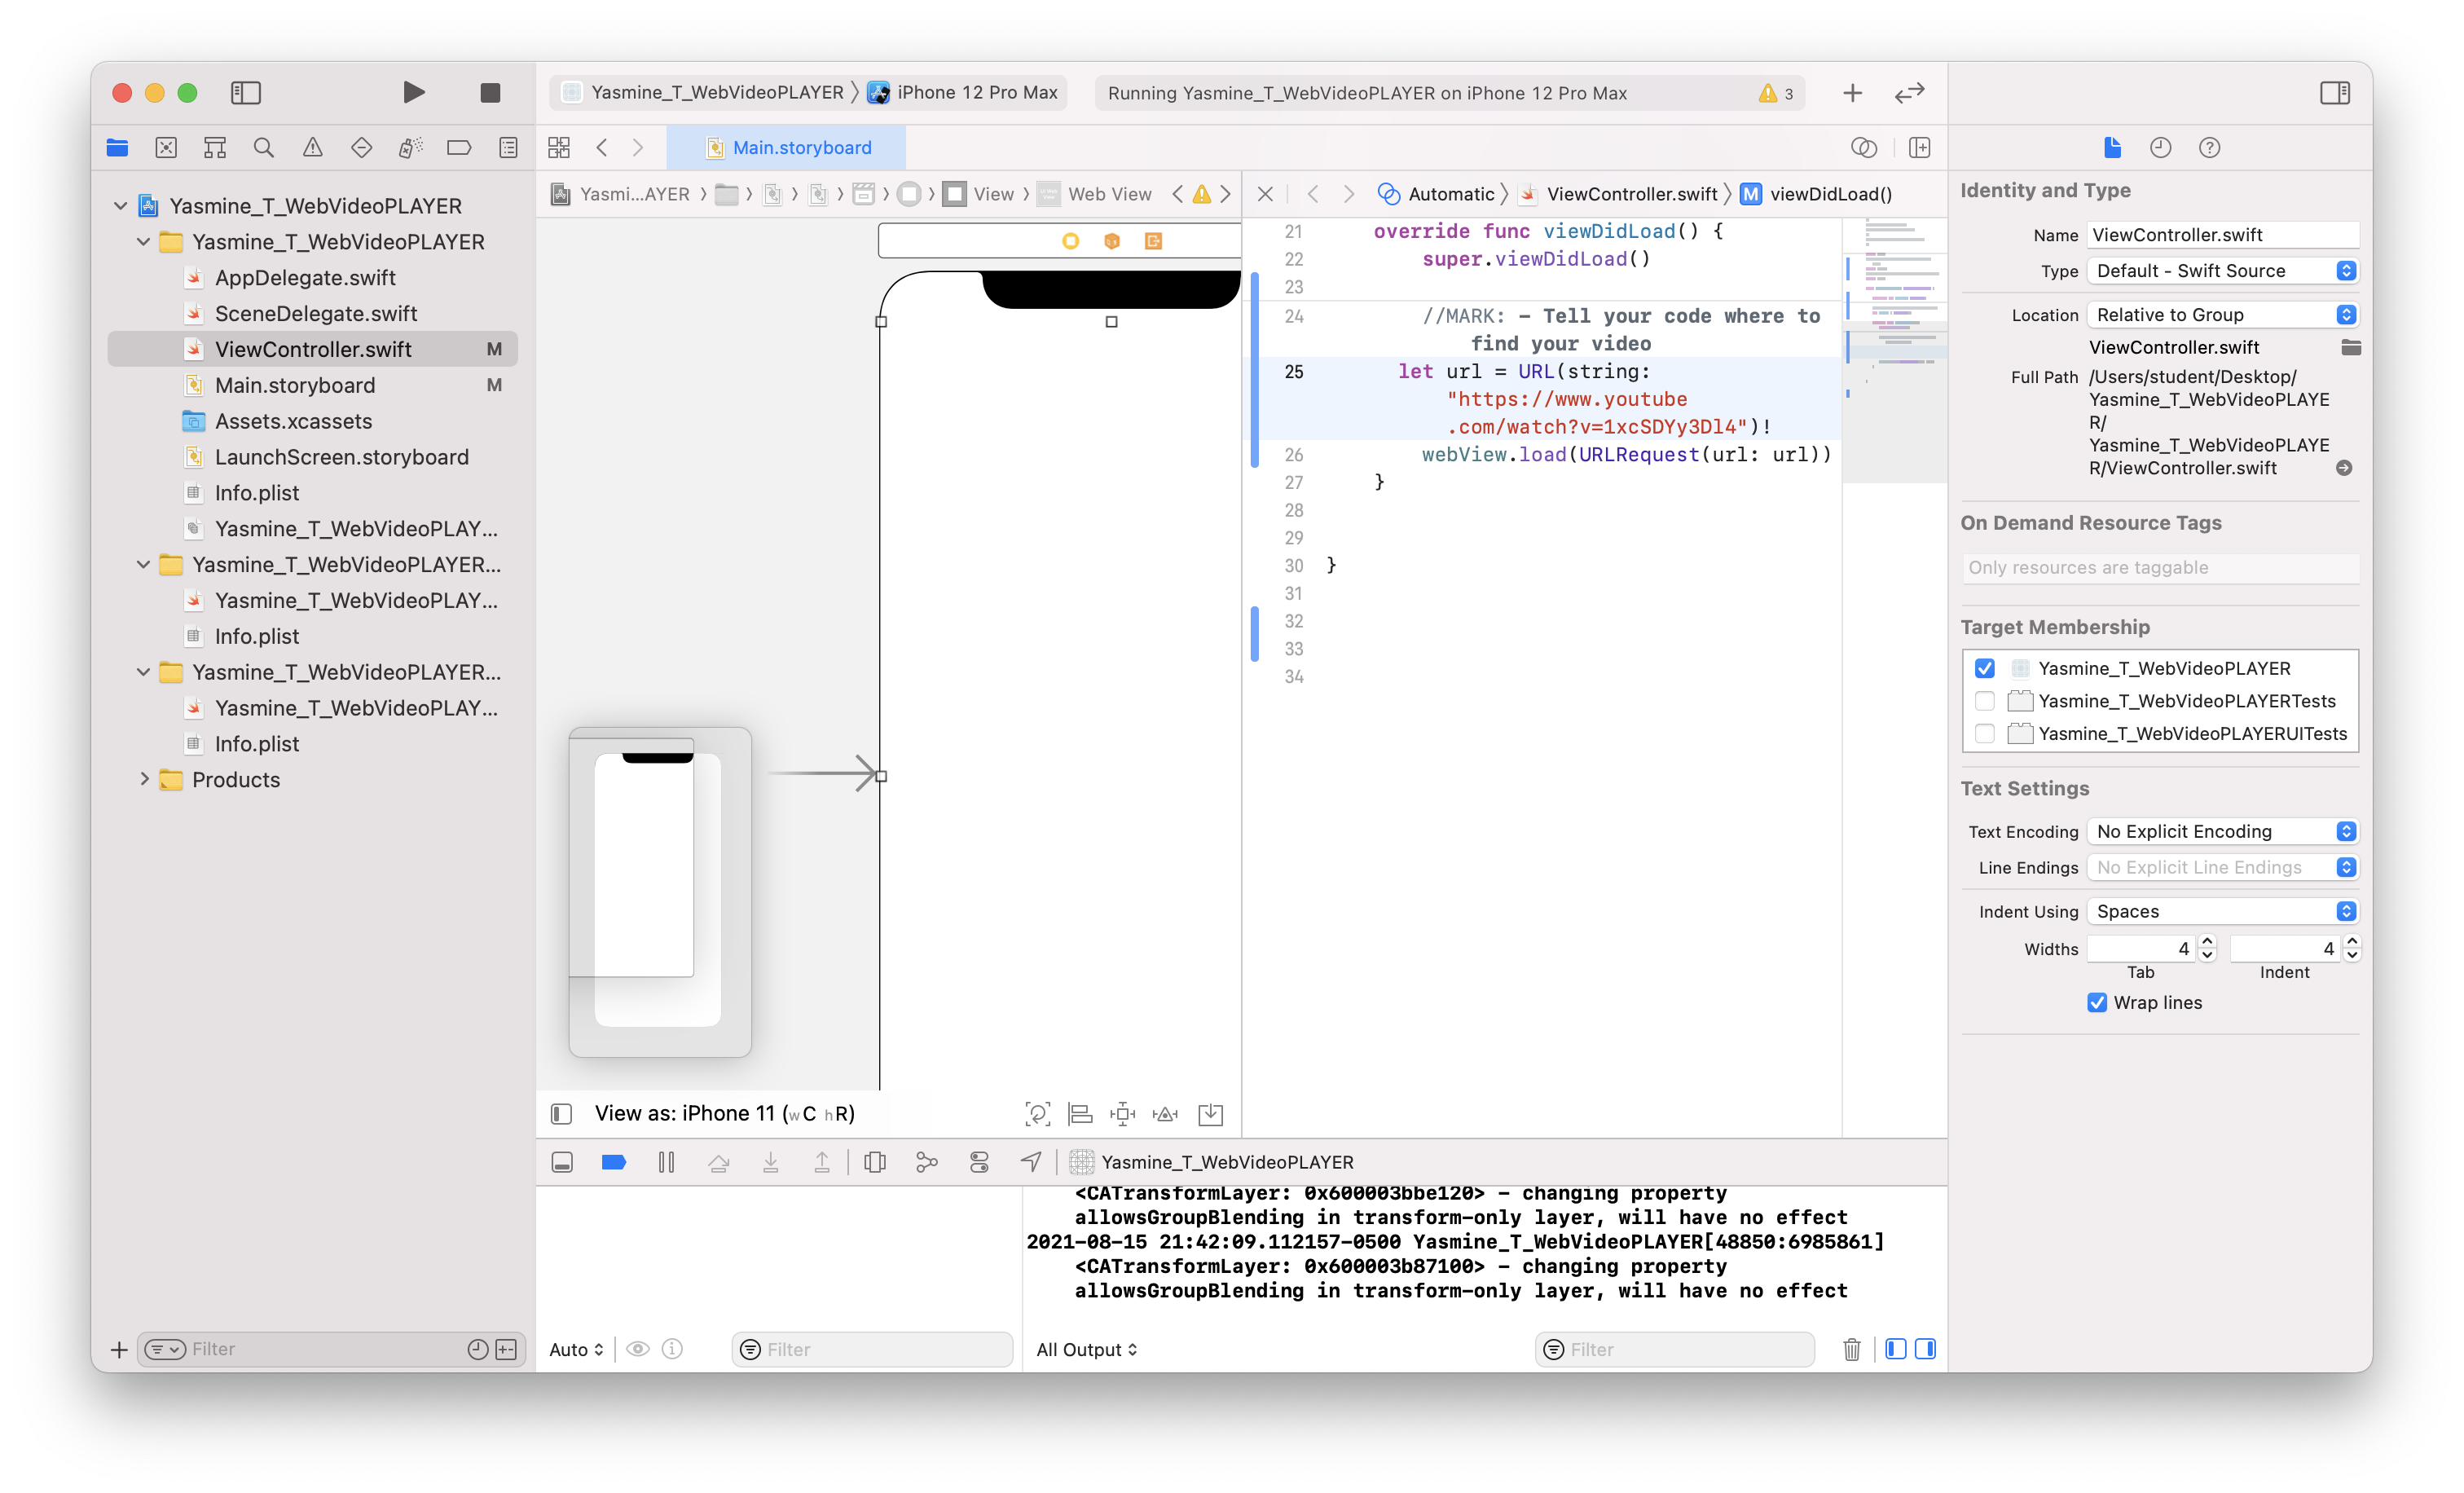 Yasmine_T_WebVideoPLAYER
iPhone 12 Pro Max
Running Yasmine_T_WebVideoPLAYER on iPhone 12 Pro Max
3
Main.storyboard
Yasmine_T_WebVideoPLAYER
Yasmine_T_WebVideoPLAYER
AppDelegate.swift
SceneDelegate.swift
ViewController.swift M
Main.storyboard M
Assets.xcassets
LaunchScreen.storyboard
Info.plist
Yasmine_T_WebVideoPLAY...
Yasmine_T_WebVideoPLAYER...
Yasmine_T_WebVideoPLAY...
Info.plist
Yasmine_T_WebVideoPLAYER...
Yasmine_T_WebVideoPLAY...
Info.plist
Products
Filter
Yasmi...AYER
View
Web View
View as: iPhone 11 (wC hR)
Automatic
ViewController.swift
M viewDidLoad()
21 override func viewDidLoad() {
22 super.viewDidLoad()
23
24 //MARK: - Tell your code where to
find your video
25 let url = URL(string:
"https://www.youtube
.com/watch?v=1xcSDYy3Dl4")!
26 webView.load(URLRequest(url: url))
27 }
28
29
30 }
31
32
33
34
Yasmine_T_WebVideoPLAYER
<CATransformLayer: 0x600003bbe120> - changing property
allowsGroupBlending in transform-only layer, will have no effect
2021-08-15 21:42:09.112157-0500 Yasmine_T_WebVideoPLAYER[48850:6985861]
<CATransformLayer: 0x600003b87100> - changing property
allowsGroupBlending in transform-only layer, will have no effect
Auto
Filter
All Output
Filter
Identity and Type
Name ViewController.swift
Type Default - Swift Source
Location Relative to Group
ViewController.swift
Full Path /Users/student/Desktop/
Yasmine_T_WebVideoPLAYE
R/
Yasmine_T_WebVideoPLAYE
R/ViewController.swift
On Demand Resource Tags
Only resources are taggable
Target Membership
Yasmine_T_WebVideoPLAYER
Yasmine_T_WebVideoPLAYERTests
Yasmine_T_WebVideoPLAYERUITests
Text Settings
Text Encoding No Explicit Encoding
Line Endings No Explicit Line Endings
Indent Using Spaces
Widths 4 4
Tab Indent
Wrap lines